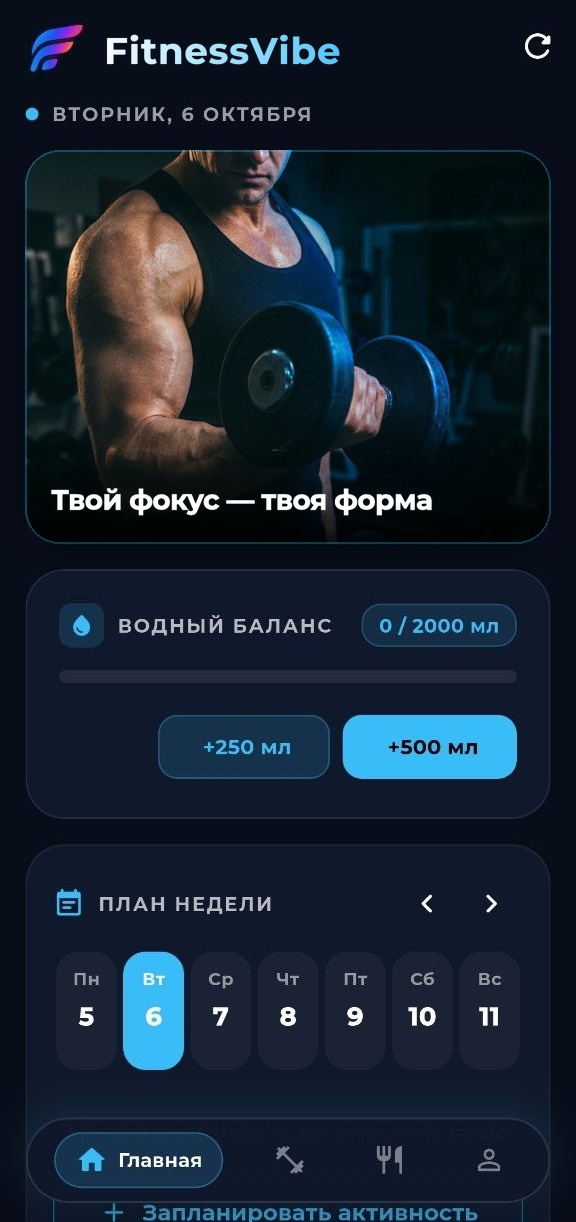 FitnessVibe
ВТОРНИК, 6 ОКТЯБРЯ
Твой фокус — твоя форма
ВОДНЫЙ БАЛАНС 0 / 2000 мл
+250 мл +500 мл
ПЛАН НЕДЕЛИ
Пн Вт Ср Чт Пт Сб Вс
5 6 7 8 9 10 11
Главная
+ Запланировать активность